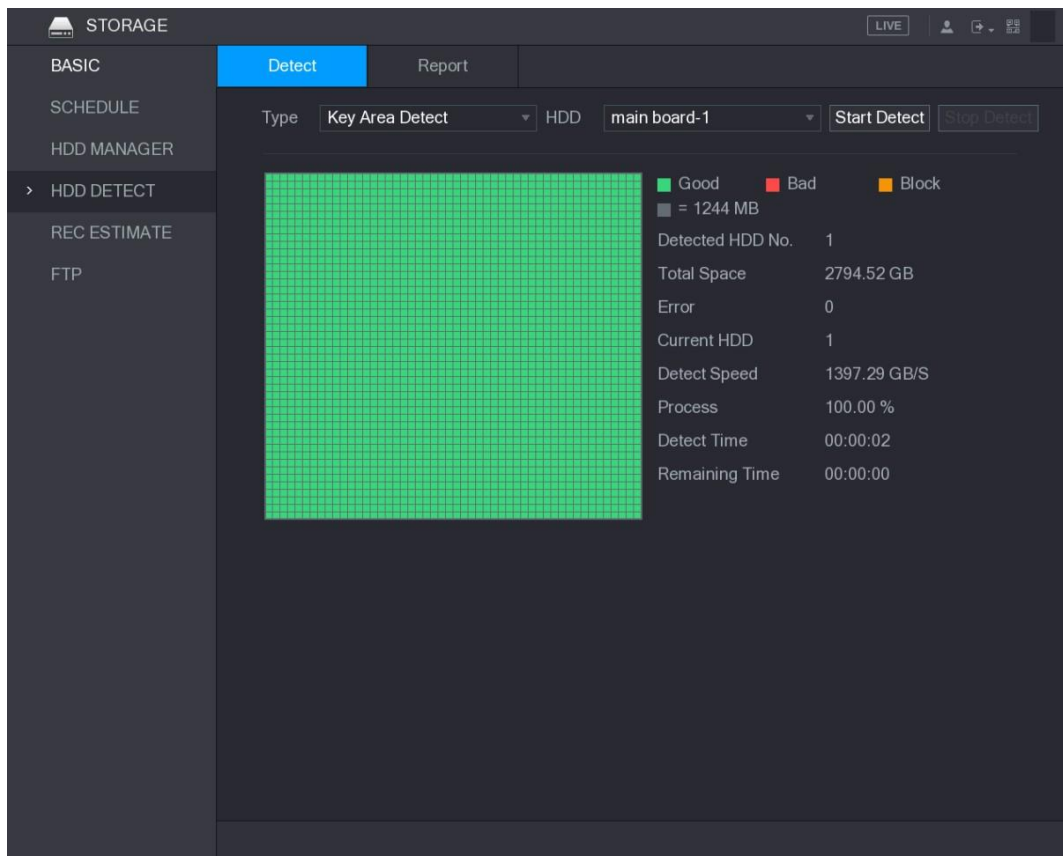 STORAGE LIVE
BASIC Detect Report
SCHEDULE Type Key Area Detect HDD main board-1 Start Detect Stop Detect
HDD MANAGER
> HDD DETECT Good Bad Block
= 1244 MB
REC ESTIMATE Detected HDD No. 1
FTP Total Space 2794.52 GB
Error 0
Current HDD 1
Detect Speed 1397.29 GB/S
Process 100.00 %
Detect Time 00:00:02
Remaining Time 00:00:00